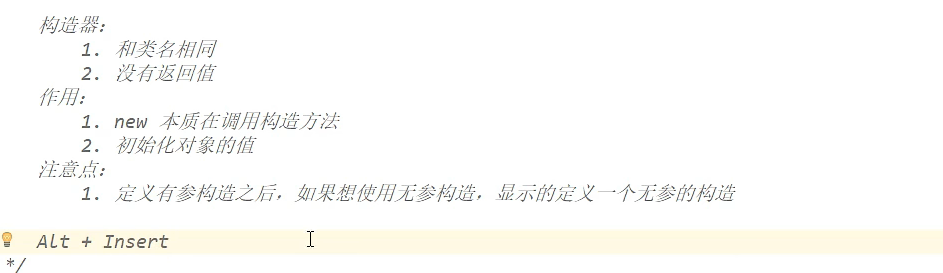 构造器：
1. 和类名相同
2. 没有返回值
作用：
1. new 本质在调用构造方法
2. 初始化对象的值
注意点：
1. 定义有参构造之后，如果想使用无参构造，显示的定义一个无参的构造
Alt + Insert
*/